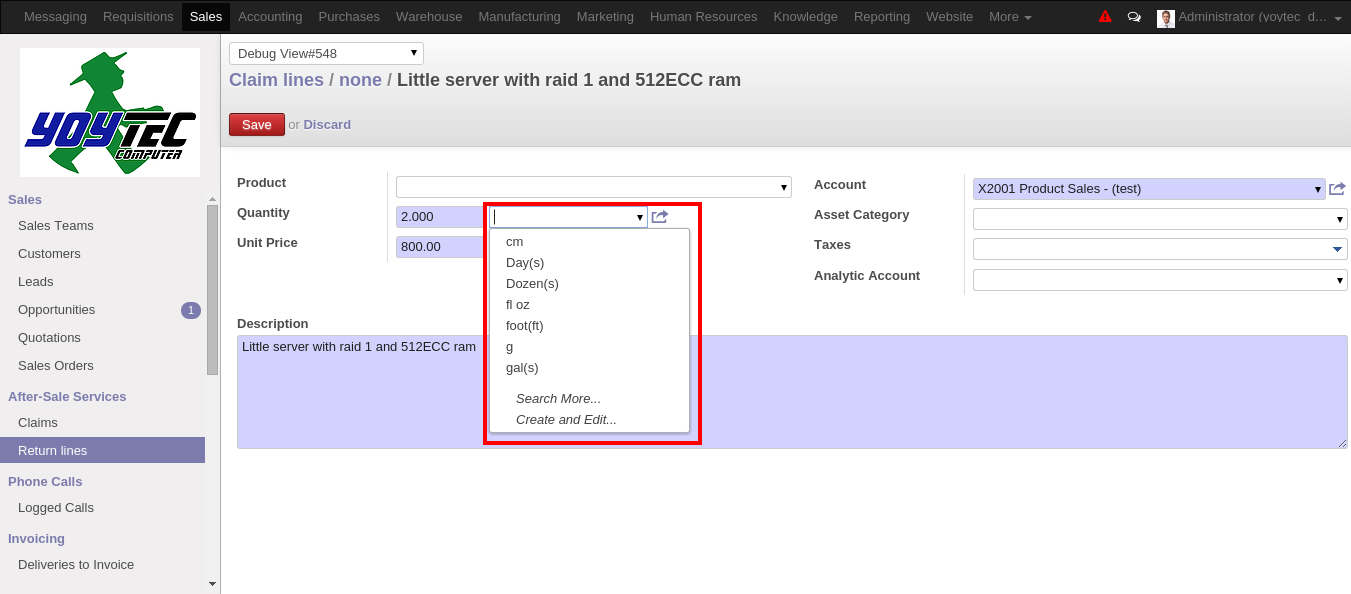 Messaging Requisitions Sales Accounting Purchases Warehouse Manufacturing Marketing Human Resources Knowledge Reporting Website More Administrator (yoytec_d...
Debug View#548
Claim lines / none / Little server with raid 1 and 512ECC ram
Save or Discard
YOYTEC
COMPUTER
Sales
Sales Teams
Customers
Leads
Opportunities 1
Quotations
Sales Orders
After-Sale Services
Claims
Return lines
Phone Calls
Logged Calls
Invoicing
Deliveries to Invoice
Product
Quantity 2.000
Unit Price 800.00
cm
Day(s)
Dozen(s)
fl oz
foot(ft)
g
gal(s)
Search More...
Create and Edit...
Account X2001 Product Sales - (test)
Asset Category
Taxes
Analytic Account
Description
Little server with raid 1 and 512ECC ram